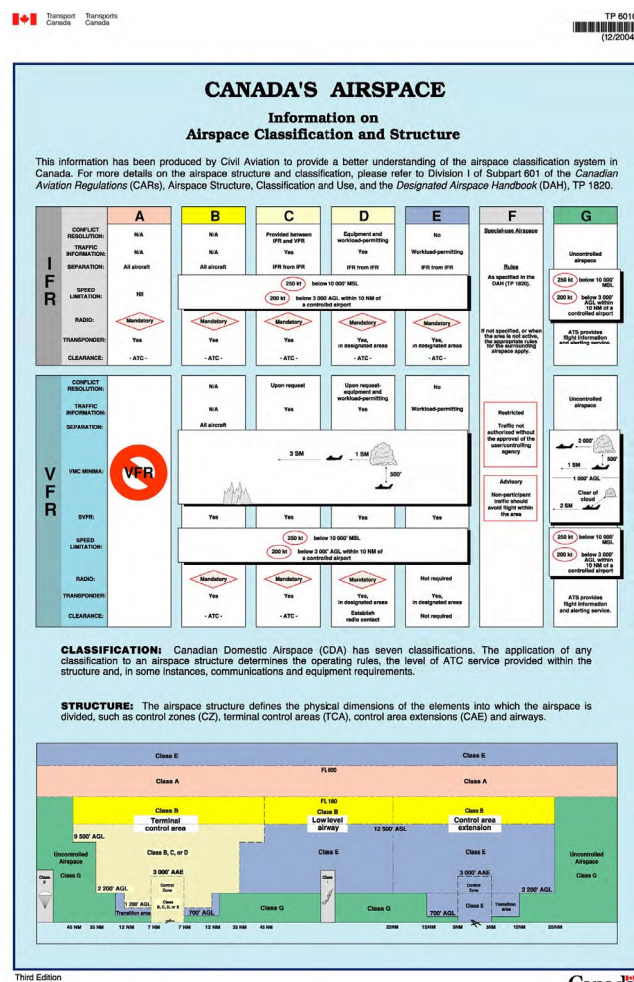 Transport Transports
Canada Canada
TP 6010
(12/2004)
CANADA'S AIRSPACE
Information on
Airspace Classification and Structure
This information has been produced by Civil Aviation to provide a better understanding of the airspace classification system in
Canada. For more details on the airspace structure and classification, please refer to Division I of Subpart 601 of the Canadian
Aviation Regulations (CARs), Airspace Structure, Classification and Use, and the Designated Airspace Handbook (DAH), TP 1820.
A B C D E F G
IFR
CONFLICT
RESOLUTION:
N/A
N/A
Provided between
IFR and VFR
Equipment and
workload-permitting
No
TRAFFIC
INFORMATION:
N/A
N/A
Yes
Yes
Workload-permitting
SEPARATION:
All aircraft
All aircraft
IFR from IFR
IFR from IFR
IFR from IFR
SPEED
LIMITATION:
Nil
250 kt below 10 000' MSL
200 kt below 3 000' AGL within 10 NM of
a controlled airport
RADIO:
Mandatory
Mandatory
Mandatory
Mandatory
Mandatory
TRANSPONDER:
Yes
Yes
Yes
Yes,
in designated areas
Yes,
in designated areas
CLEARANCE:
- ATC -
- ATC -
- ATC -
- ATC -
- ATC -
Special-use Airspace
Rules
As specified in the
DAH (TP 1820).
If not specified, or when
the area is not active,
the appropriate rules
for the surrounding
airspace apply.
Uncontrolled
airspace
250 kt below 10 000'
MSL
200 kt below 3 000'
AGL within
10 NM of a
controlled airport
ATS provides
flight information
and alerting service.
VFR
CONFLICT
RESOLUTION:
N/A
Upon request
Upon request-
equipment and
workload-permitting
No
TRAFFIC
INFORMATION:
N/A
Yes
Yes
Workload-permitting
SEPARATION:
All aircraft
VMC MINIMA:
VFR
3 SM
1 SM
500'
SVFR:
Yes
Yes
Yes
Yes
SPEED
LIMITATION:
250 kt below 10 000' MSL
200 kt below 3 000' AGL within 10 NM of
a controlled airport
RADIO:
Mandatory
Mandatory
Mandatory
Not required
TRANSPONDER:
Yes
Yes
Yes,
in designated areas
Yes,
in designated areas
CLEARANCE:
- ATC -
- ATC -
Establish
radio contact
Not required
Restricted
Traffic not
authorized without
the approval of the
user/controlling
agency
Advisory
Non-participant
traffic should
avoid flight within
the area
Uncontrolled
airspace
2 000'
500'
1 SM
1 000' AGL
Clear of
cloud
2 SM
250 kt below 10 000'
MSL
200 kt below 3 000'
AGL within
10 NM of a
controlled airport
ATS provides
flight information
and alerting service.
CLASSIFICATION: Canadian Domestic Airspace (CDA) has seven classifications. The application of any
classification to an airspace structure determines the operating rules, the level of ATC service provided within the
structure and, in some instances, communications and equipment requirements.
STRUCTURE: The airspace structure defines the physical dimensions of the elements into which the airspace is
divided, such as control zones (CZ), terminal control areas (TCA), control area extensions (CAE) and airways.
Class E Class E
FL600
Class A Class A
FL180
Class B Class B Class B
Terminal
control area
Low level
airway
Control area
extension
12 500' ASL
9 500' AGL
Uncontrolled
Airspace
Class G
Class B, C, or D
Class E
Class E
Uncontrolled
Airspace
Class G
Class F
3 000' AAE
Control
Zone
Class
B, C, D, or E
2 200' AGL
1 200' AGL
Transition area
700' AGL
Class G
Class G
700' AGL
3 000' AAE
Control
Zone
Class E
Transition
area
2 200' AGL
45 NM 35 NM 12 NM 7 NM 7 NM 12 NM 35 NM 45 NM 25NM 15NM 5NM 5NM 15NM 25NM
Third Edition